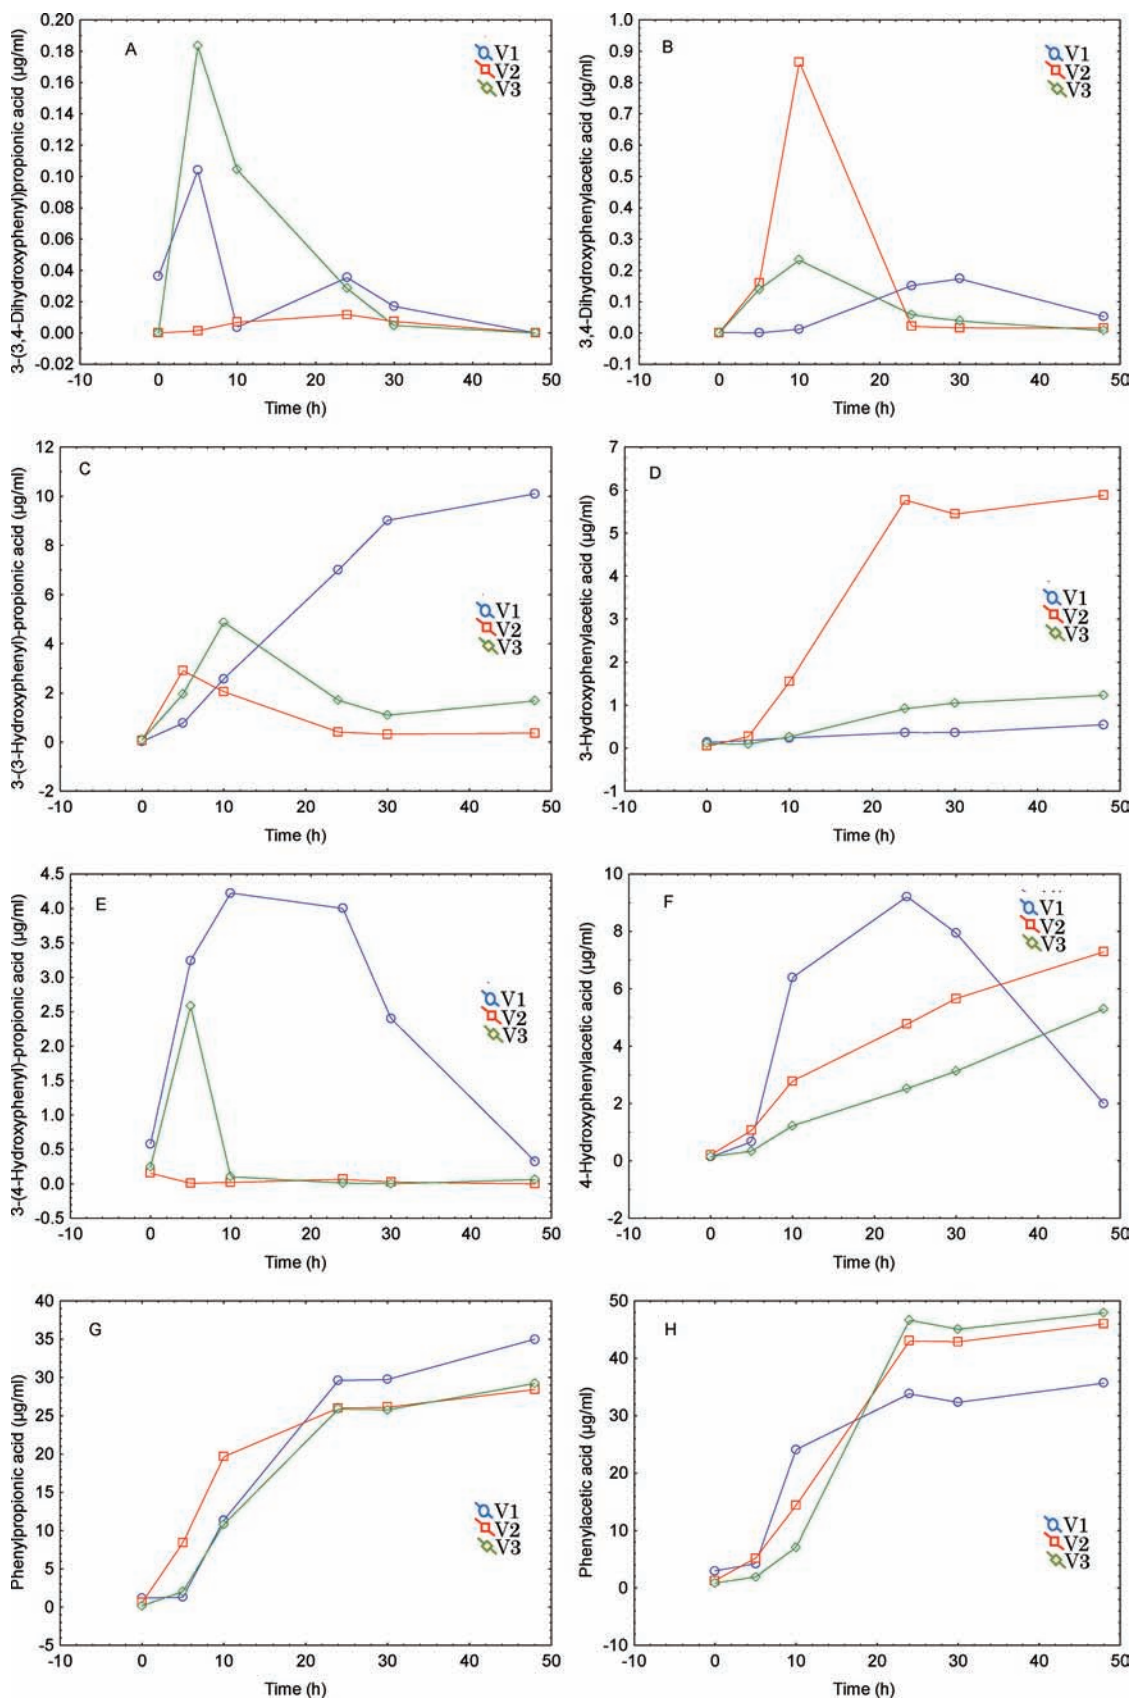 A
3-(3,4-Dihydroxyphenyl)propionic acid (µg/ml)
0.20
0.18
0.16
0.14
0.12
0.10
0.08
0.06
0.04
0.02
0.00
-0.02
-10 0 10 20 30 40 50
Time (h)
V1
V2
V3
B
3,4-Dihydroxyphenylacetic acid (µg/ml)
1.0
0.9
0.8
0.7
0.6
0.5
0.4
0.3
0.2
0.1
0.0
-0.1
-10 0 10 20 30 40 50
Time (h)
V1
V2
V3
C
3-(3-Hydroxyphenyl)-propionic acid (µg/ml)
12
10
8
6
4
2
0
-2
-10 0 10 20 30 40 50
Time (h)
V1
V2
V3
D
3-Hydroxyphenylacetic acid (µg/ml)
7
6
5
4
3
2
1
0
-1
-10 0 10 20 30 40 50
Time (h)
V1
V2
V3
E
3-(4-Hydroxyphenyl)-propionic acid (µg/ml)
4.5
4.0
3.5
3.0
2.5
2.0
1.5
1.0
0.5
0.0
-0.5
-10 0 10 20 30 40 50
Time (h)
V1
V2
V3
F
4-Hydroxyphenylacetic acid (µg/ml)
10
8
6
4
2
0
-2
-10 0 10 20 30 40 50
Time (h)
V1
V2
V3
G
Phenylpropionic acid (µg/ml)
40
35
30
25
20
15
10
5
0
-5
-10 0 10 20 30 40 50
Time (h)
V1
V2
V3
H
Phenylacetic acid (µg/ml)
50
40
30
20
10
0
-10
-10 0 10 20 30 40 50
Time (h)
V1
V2
V3